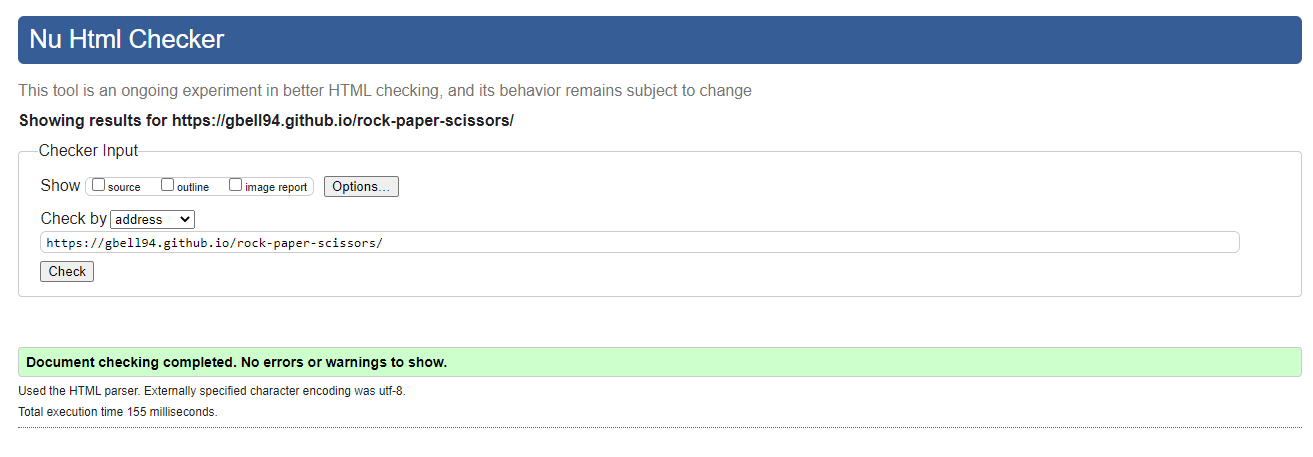 Nu Html Checker
This tool is an ongoing experiment in better HTML checking, and its behavior remains subject to change
Showing results for https://gbell94.github.io/rock-paper-scissors/
Checker Input
Show source outline image report Options...
Check by address
https://gbell94.github.io/rock-paper-scissors/
Check
Document checking completed. No errors or warnings to show.
Used the HTML parser. Externally specified character encoding was utf-8.
Total execution time 155 milliseconds.